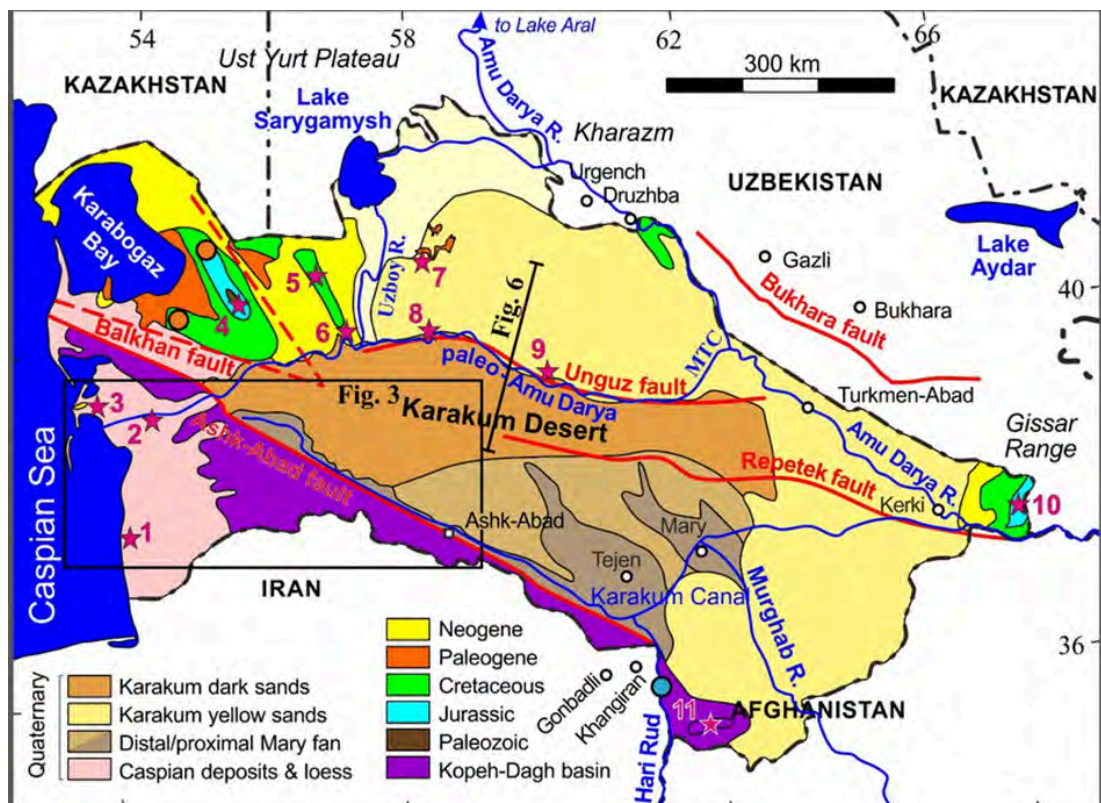 54
58
62
66
to Lake Aral
Ust Yurt Plateau
KAZAKHSTAN
Lake
Sarygamysh
Amu Darya R.
300 km
KAZAKHSTAN
Kharazm
Urgench
Druzhba
UZBEKISTAN
Karabogaz
Bay
Lake
Aydar
Gazli
Bukhara
Bukhara fault
40
Uzboy R.
4
5
6
7
8
9
Fig. 6
Balkhan fault
paleo-Amu Darya
Unguz fault
MTC
Turkmen-Abad
Fig. 3
Karakum Desert
Amu Darya R.
Gissar
Range
3
2
1
Ashk-Abad fault
Repetek fault
Kerki
10
Caspian Sea
Ashk-Abad
Mary
Tejen
Karakum Canal
Murghab R.
IRAN
36
Gonbadli
Khangiran
Hari Rud
11
AFGHANISTAN
Quaternary
Karakum dark sands
Karakum yellow sands
Distal/proximal Mary fan
Caspian deposits & loess
Neogene
Paleogene
Cretaceous
Jurassic
Paleozoic
Kopeh-Dagh basin